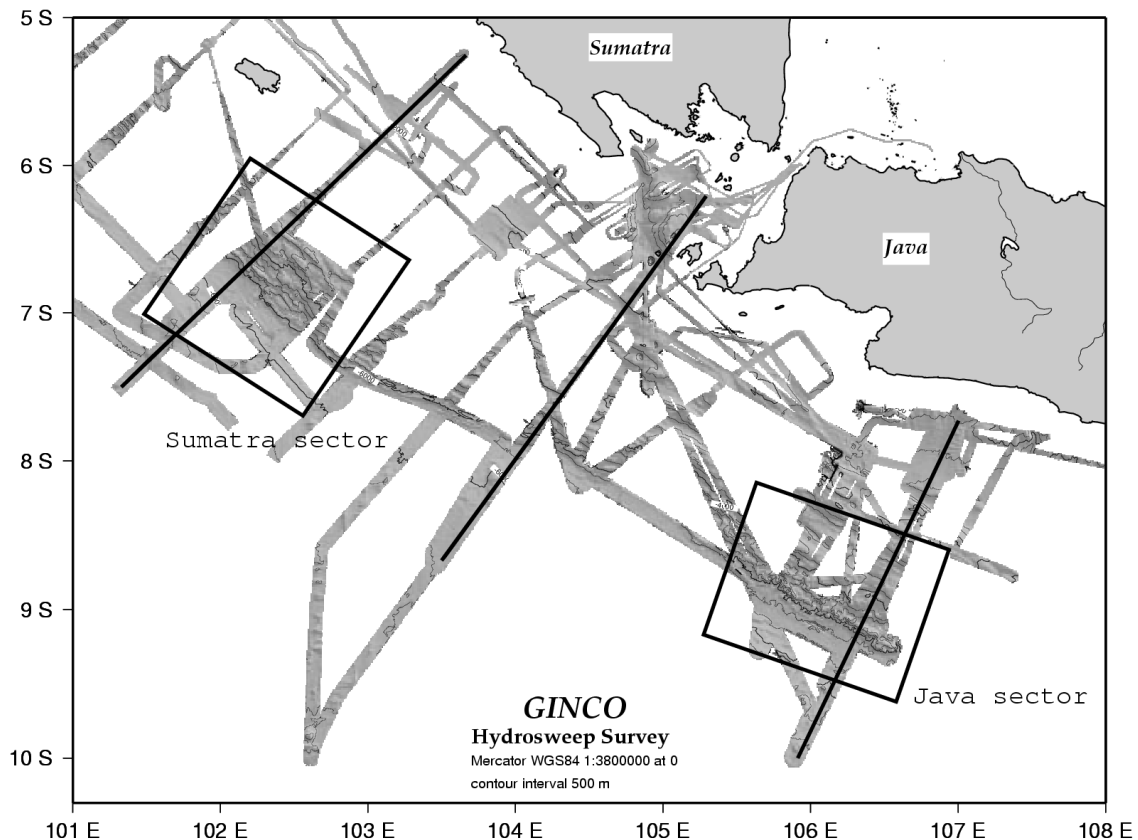 5 S
Sumatra
6 S
Java
7 S
Sumatra sector
8 S
9 S
Java sector
GINCO
Hydrosweep Survey
Mercator WGS84 1:3800000 at 0
contour interval 500 m
10 S
101 E 102 E 103 E 104 E 105 E 106 E 107 E 108 E